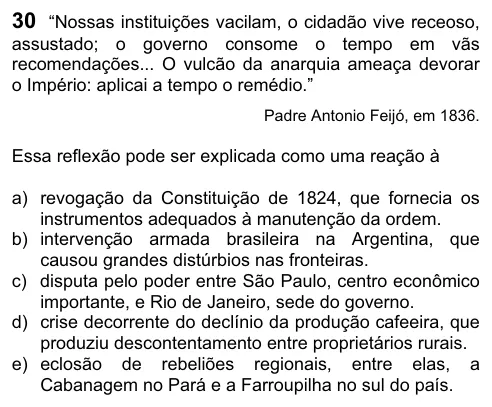 30 “Nossas instituições vacilam, o cidadão vive receoso,
assustado; o governo consome o tempo em vãs
recomendações... O vulcão da anarquia ameaça devorar
o Império: aplicai a tempo o remédio.”
Padre Antonio Feijó, em 1836.
Essa reflexão pode ser explicada como uma reação à
a) revogação da Constituição de 1824, que fornecia os
instrumentos adequados à manutenção da ordem.
b) intervenção armada brasileira na Argentina, que
causou grandes distúrbios nas fronteiras.
c) disputa pelo poder entre São Paulo, centro econômico
importante, e Rio de Janeiro, sede do governo.
d) crise decorrente do declínio da produção cafeeira, que
produziu descontentamento entre proprietários rurais.
e) eclosão de rebeliões regionais, entre elas, a
Cabanagem no Pará e a Farroupilha no sul do país.